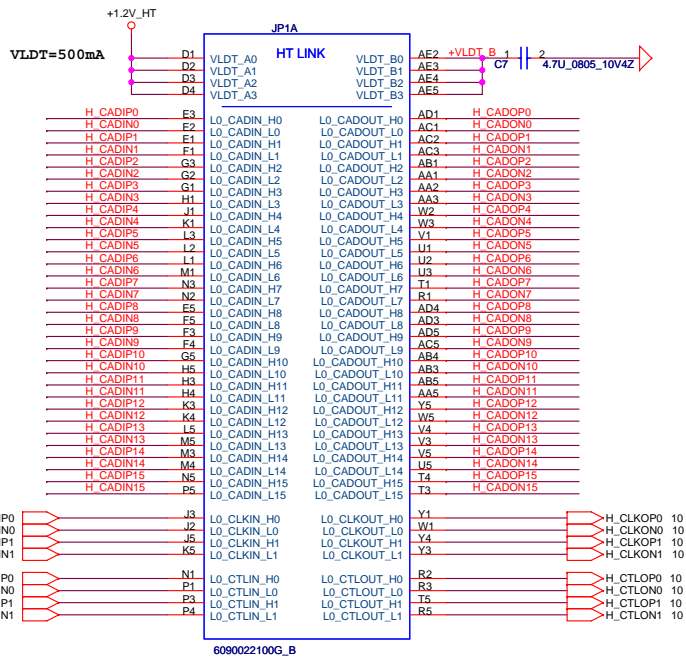 +1.2V_HT
JP1A
VLDT=500mA
HT LINK
D1 VLDT_A0 VLDT_B0 AE2 +VLDT_B 1 2
D2 VLDT_A1 VLDT_B1 AE3 C7 4.7U_0805_10V4Z
D3 VLDT_A2 VLDT_B2 AE4
D4 VLDT_A3 VLDT_B3 AE5
H_CADIP0 E3 L0_CADIN_H0 L0_CADOUT_H0 AD1 H_CADOP0
H_CADIN0 E2 L0_CADIN_L0 L0_CADOUT_L0 AC1 H_CADON0
H_CADIP1 E1 L0_CADIN_H1 L0_CADOUT_H1 AC2 H_CADOP1
H_CADIN1 F1 L0_CADIN_L1 L0_CADOUT_L1 AC3 H_CADON1
H_CADIP2 G3 L0_CADIN_H2 L0_CADOUT_H2 AB1 H_CADOP2
H_CADIN2 G2 L0_CADIN_L2 L0_CADOUT_L2 AA1 H_CADON2
H_CADIP3 G1 L0_CADIN_H3 L0_CADOUT_H3 AA2 H_CADOP3
H_CADIN3 H1 L0_CADIN_L3 L0_CADOUT_L3 AA3 H_CADON3
H_CADIP4 J1 L0_CADIN_H4 L0_CADOUT_H4 W2 H_CADOP4
H_CADIN4 K1 L0_CADIN_L4 L0_CADOUT_L4 W3 H_CADON4
H_CADIP5 L3 L0_CADIN_H5 L0_CADOUT_H5 V1 H_CADOP5
H_CADIN5 L2 L0_CADIN_L5 L0_CADOUT_L5 U1 H_CADON5
H_CADIP6 L1 L0_CADIN_H6 L0_CADOUT_H6 U2 H_CADOP6
H_CADIN6 M1 L0_CADIN_L6 L0_CADOUT_L6 U3 H_CADON6
H_CADIP7 N3 L0_CADIN_H7 L0_CADOUT_H7 T1 H_CADOP7
H_CADIN7 N2 L0_CADIN_L7 L0_CADOUT_L7 R1 H_CADON7
H_CADIP8 E5 L0_CADIN_H8 L0_CADOUT_H8 AD4 H_CADOP8
H_CADIN8 F5 L0_CADIN_L8 L0_CADOUT_L8 AD3 H_CADON8
H_CADIP9 F3 L0_CADIN_H9 L0_CADOUT_H9 AD5 H_CADOP9
H_CADIN9 F4 L0_CADIN_L9 L0_CADOUT_L9 AC5 H_CADON9
H_CADIP10 G5 L0_CADIN_H10 L0_CADOUT_H10 AB4 H_CADOP10
H_CADIN10 H5 L0_CADIN_L10 L0_CADOUT_L10 AB3 H_CADON10
H_CADIP11 H3 L0_CADIN_H11 L0_CADOUT_H11 AB5 H_CADOP11
H_CADIN11 H4 L0_CADIN_L11 L0_CADOUT_L11 AA5 H_CADON11
H_CADIP12 K3 L0_CADIN_H12 L0_CADOUT_H12 Y5 H_CADOP12
H_CADIN12 K4 L0_CADIN_L12 L0_CADOUT_L12 W5 H_CADON12
H_CADIP13 L5 L0_CADIN_H13 L0_CADOUT_H13 V4 H_CADOP13
H_CADIN13 M5 L0_CADIN_L13 L0_CADOUT_L13 V3 H_CADON13
H_CADIP14 M3 L0_CADIN_H14 L0_CADOUT_H14 V5 H_CADOP14
H_CADIN14 M4 L0_CADIN_L14 L0_CADOUT_L14 U5 H_CADON14
H_CADIP15 N5 L0_CADIN_H15 L0_CADOUT_H15 T4 H_CADOP15
H_CADIN15 P5 L0_CADIN_L15 L0_CADOUT_L15 T3 H_CADON15
P0 J3 L0_CLKIN_H0 L0_CLKOUT_H0 Y1 H_CLKOP0 10
N0 J2 L0_CLKIN_L0 L0_CLKOUT_L0 W1 H_CLKON0 10
P1 J5 L0_CLKIN_H1 L0_CLKOUT_H1 Y4 H_CLKOP1 10
N1 K5 L0_CLKIN_L1 L0_CLKOUT_L1 Y3 H_CLKON1 10
P0 N1 L0_CTLIN_H0 L0_CTLOUT_H0 R2 H_CTLOP0 10
N0 P1 L0_CTLIN_L0 L0_CTLOUT_L0 R3 H_CTLON0 10
P1 P3 L0_CTLIN_H1 L0_CTLOUT_H1 T5 H_CTLOP1 10
N1 P4 L0_CTLIN_L1 L0_CTLOUT_L1 R5 H_CTLON1 10
6090022100G_B